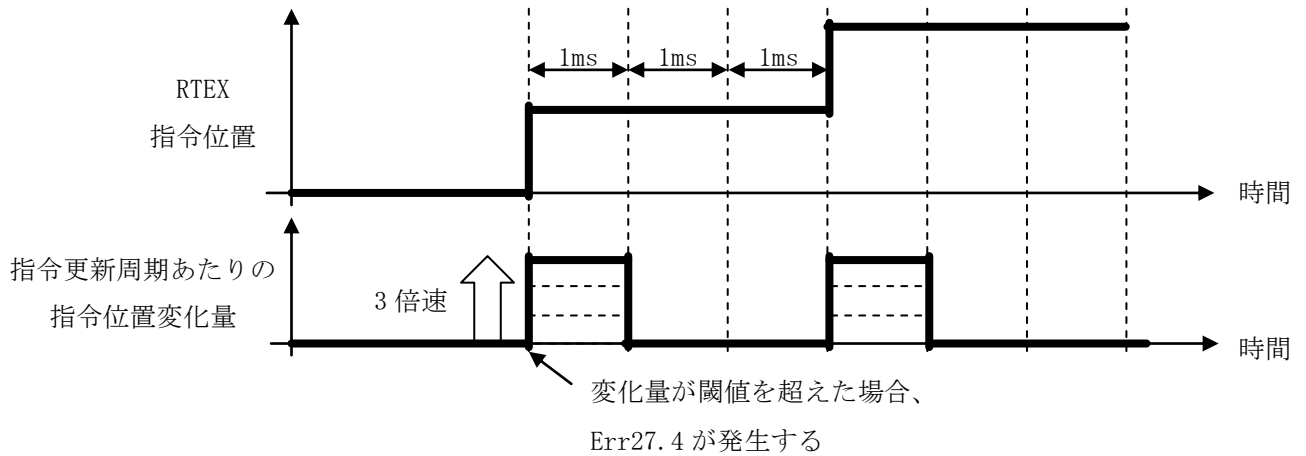 1ms
1ms
1ms
RTEX
指令位置
時間
指令更新周期あたりの
指令位置変化量
3倍速
時間
変化量が閾値を超えた場合、
Err27.4が発生する